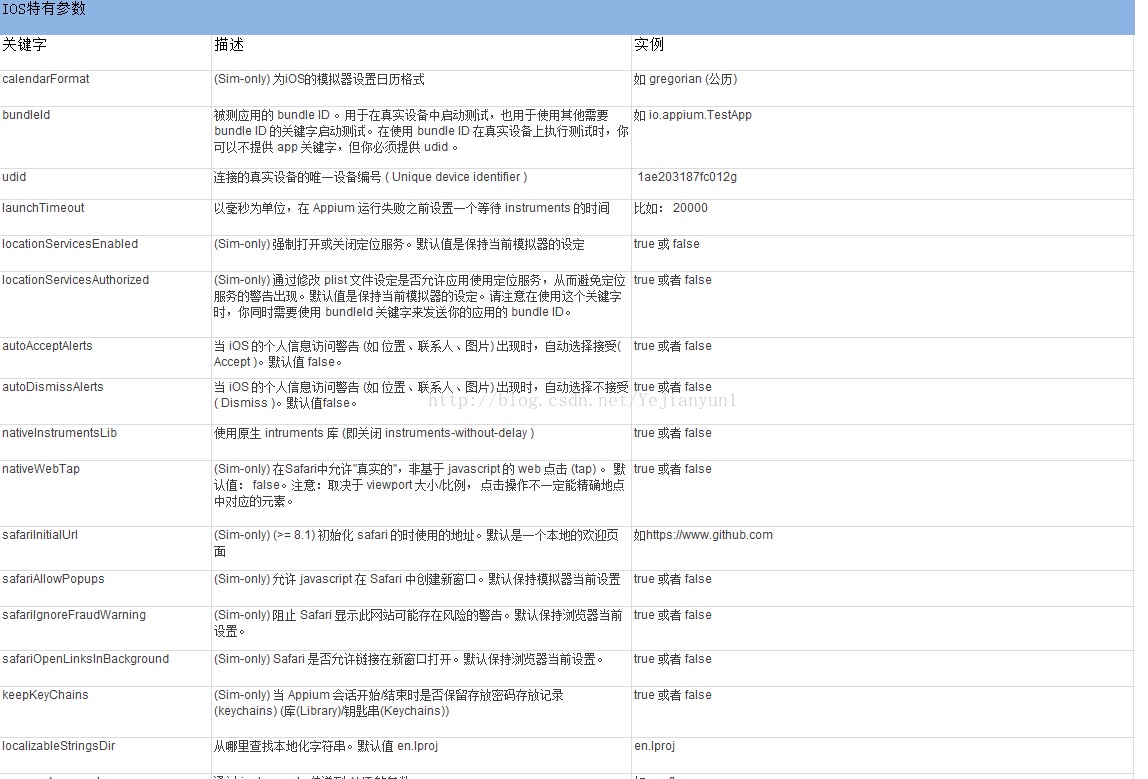 IOS特有参数
关键字 描述 实例
calendarFormat (Sim-only) 为iOS的模拟器设置日历格式 如 gregorian (公历)
bundleId 被测应用的 bundle ID 。用于在真实设备中启动测试，也用于使用其他需要 如 io.appium.TestApp
bundle ID 的关键字启动测试。在使用 bundle ID 在真实设备上执行测试时，你
可以不提供 app 关键字，但你必须提供 udid 。
udid 连接的真实设备的唯一设备编号 ( Unique device identifier ) 1ae203187fc012g
launchTimeout 以毫秒为单位，在 Appium 运行失败之前设置一个等待 instruments 的时间 比如： 20000
locationServicesEnabled (Sim-only) 强制打开或关闭定位服务。默认值是保持当前模拟器的设定 true 或 false
locationServicesAuthorized (Sim-only) 通过修改 plist 文件设定是否允许应用使用定位服务，从而避免定位 true 或者 false
服务的警告出现。默认值是保持当前模拟器的设定。请注意在使用这个关键字
时，你同时需要使用 bundleId 关键字来发送你的应用的 bundle ID。
autoAcceptAlerts 当 iOS 的个人信息访问警告 (如 位置、联系人、图片) 出现时，自动选择接受( true 或者 false
Accept )。默认值 false。
autoDismissAlerts 当 iOS 的个人信息访问警告 (如 位置、联系人、图片) 出现时，自动选择不接受 true 或者 false
( Dismiss )。默认值false。
http://blog.csdn.net/Yejianyun1
nativeInstrumentsLib 使用原生 intruments 库 (即关闭 instruments-without-delay ) true 或者 false
nativeWebTap (Sim-only) 在Safari中允许"真实的"，非基于 javascript 的 web 点击 (tap) 。 默 true 或者 false
认值： false。注意：取决于 viewport 大小/比例， 点击操作不一定能精确地点
中对应的元素。
safariInitialUrl (Sim-only) (>= 8.1) 初始化 safari 的时使用的地址。默认是一个本地的欢迎页 如https://www.github.com
面
safariAllowPopups (Sim-only) 允许 javascript 在 Safari 中创建新窗口。默认保持模拟器当前设置 true 或者 false
safariIgnoreFraudWarning (Sim-only) 阻止 Safari 显示此网站可能存在风险的警告。默认保持浏览器当前 true 或者 false
设置。
safariOpenLinksInBackground (Sim-only) Safari 是否允许链接在新窗口打开。默认保持浏览器当前设置。 true 或者 false
keepKeyChains (Sim-only) 当 Appium 会话开始/结束时是否保留存放密码存放记录 true 或者 false
(keychains) (库(Library)/钥匙串(Keychains))
localizableStringsDir 从哪里查找本地化字符串。默认值 en.lproj en.lproj